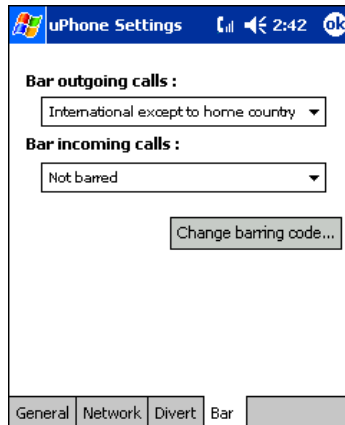 uPhone Settings 2:42 ok
Bar outgoing calls :
International except to home country
Bar incoming calls :
Not barred
Change barring code...
General Network Divert Bar